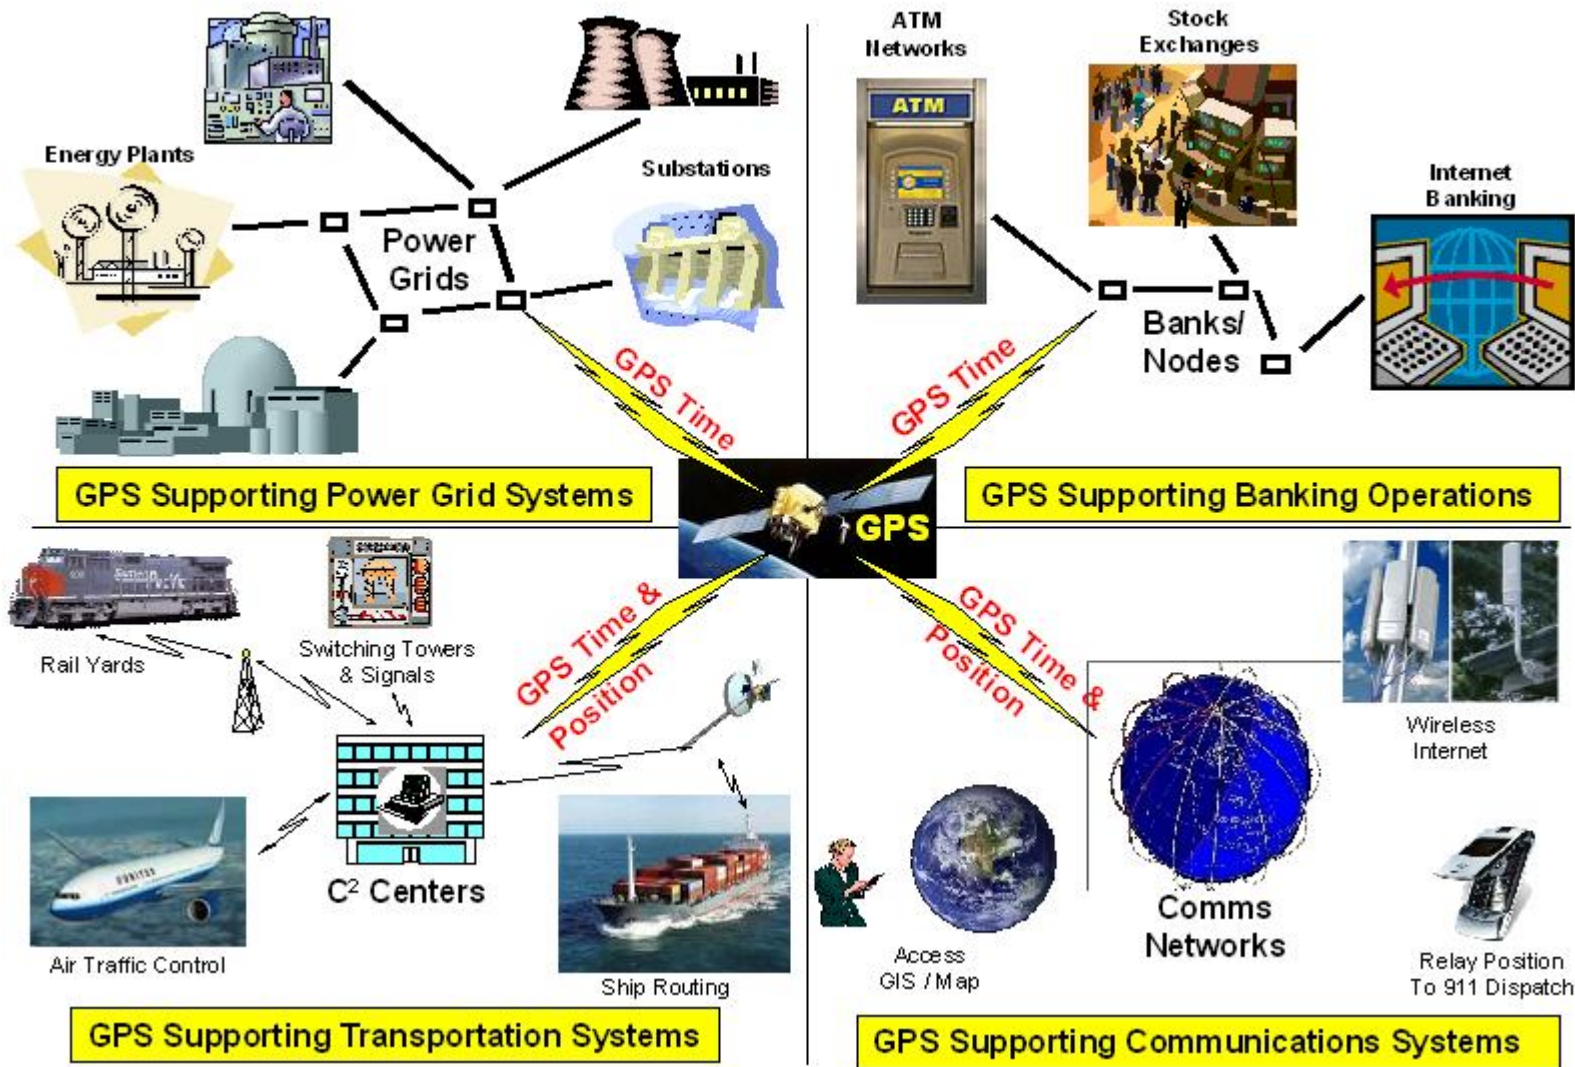 Energy Plants
Substations
Power
Grids
GPS Time
GPS Supporting Power Grid Systems
ATM
Networks
Stock
Exchanges
ATM
Internet
Banking
Banks/
Nodes
GPS Time
GPS Supporting Banking Operations
GPS
Rail Yards
Switching Towers
& Signals
GPS Time &
Position
C² Centers
Air Traffic Control
Ship Routing
GPS Supporting Transportation Systems
GPS Time &
Position
Wireless
Internet
Comms
Networks
Access
GIS / Map
Relay Position
To 911 Dispatch
GPS Supporting Communications Systems